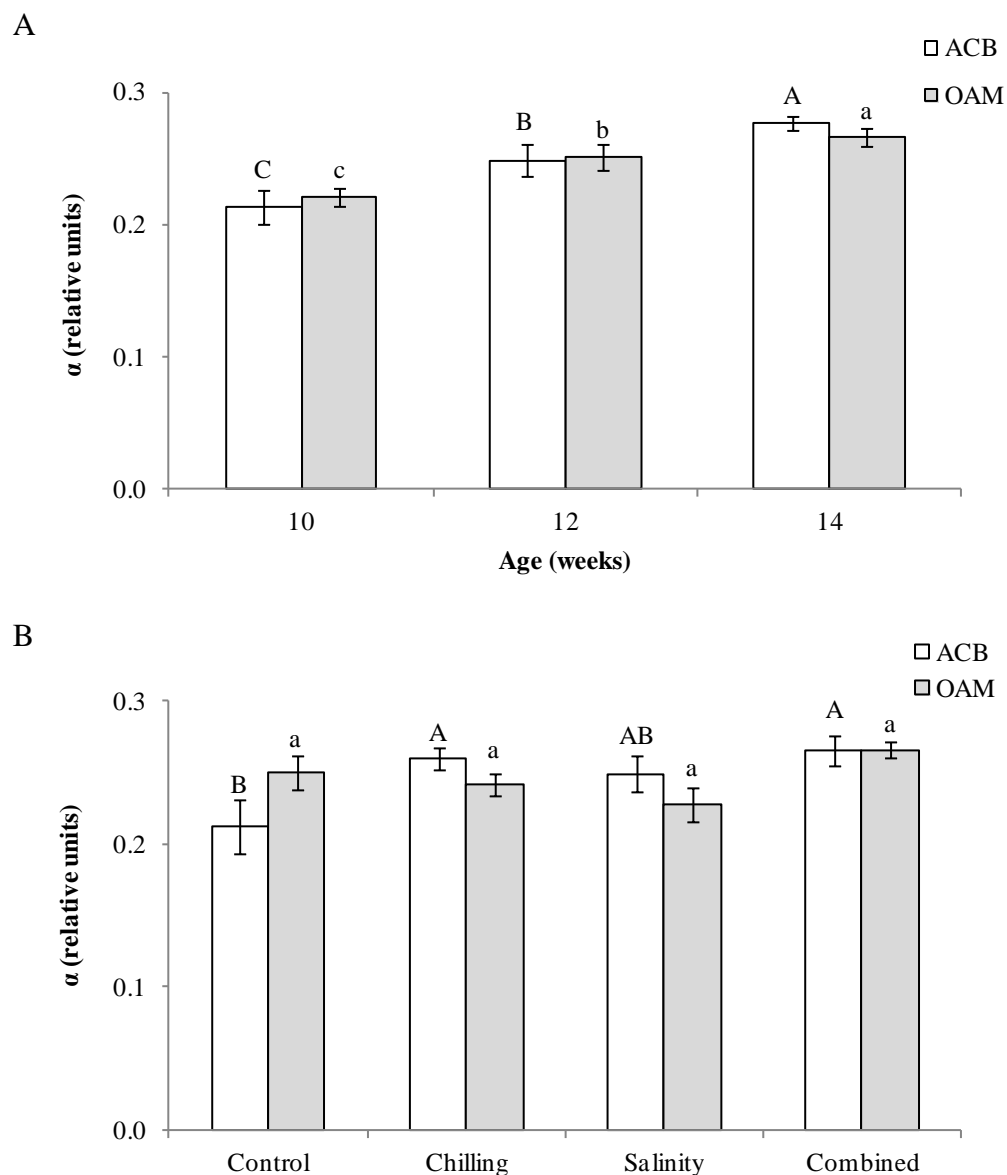 A
ACB
OAM
0.3
0.2
0.1
0.0
α (relative units)
C
c
B
b
A
a
10
12
14
Age (weeks)
B
ACB
OAM
0.3
0.2
0.1
0.0
α (relative units)
B
a
A
a
AB
a
A
a
Control
Chilling
Salinity
Combined